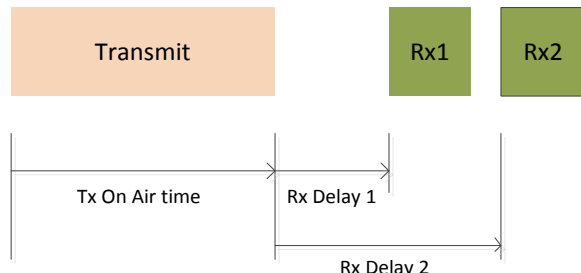 Transmit
Rx1
Rx2
Tx On Air time
Rx Delay 1
Rx Delay 2